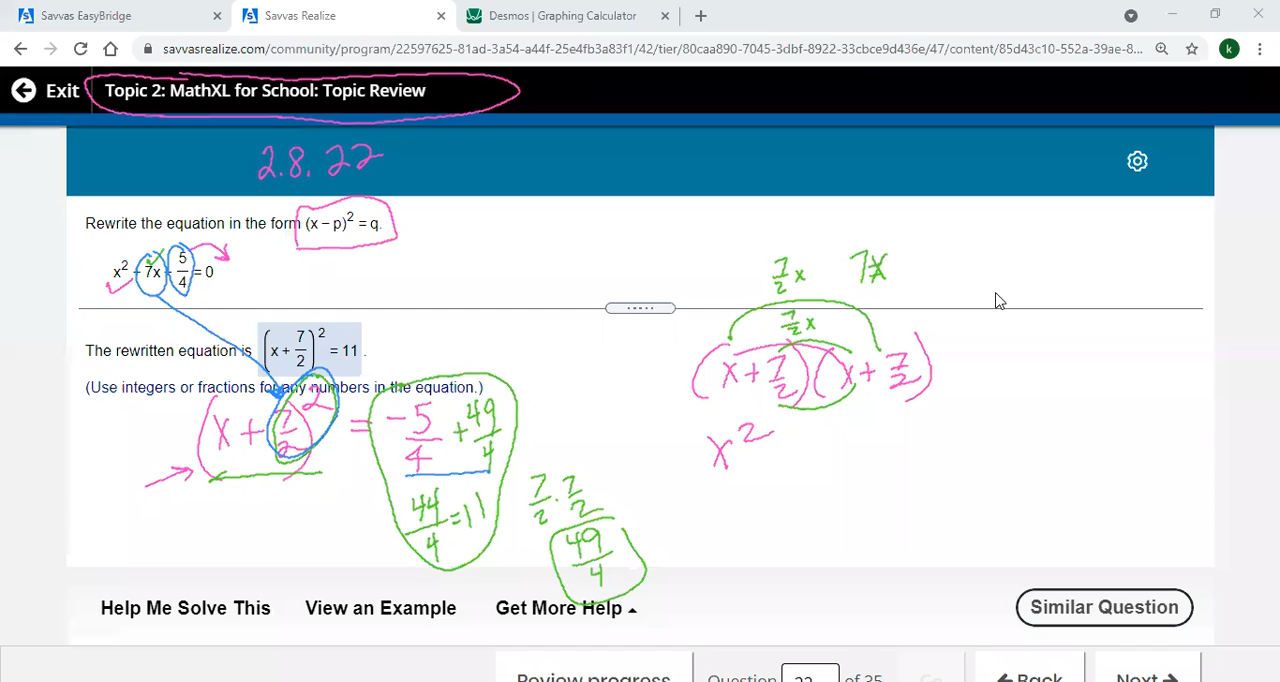 Savvas EasyBridge
Savvas Realize
Desmos | Graphing Calculator
savvasrealize.com/community/program/22597625-81ad-3a54-a44f-25e4fb3a83f1/42/tier/80caa890-7045-3dbf-8922-33cbce9d436e/47/content/85d43c10-552a-39ae-8...
k
Exit
Topic 2: MathXL for School: Topic Review
2.8.22
Rewrite the equation in the form (x − p)² = q.
x² + 7x + 5/4 = 0
The rewritten equation is (x + 7/2)² = 11 .
(Use integers or fractions for any numbers in the equation.)
(x + 7/2)² = -5/4 + 49/4
44/4 = 11
7/2 · 7/2
49/4
7/2 x 7x
7/2 x
(x + 7/2)(x + 7/2)
x²
Help Me Solve This
View an Example
Get More Help
Similar Question
Review progress
Question 22 of 35
Go
Back
Next